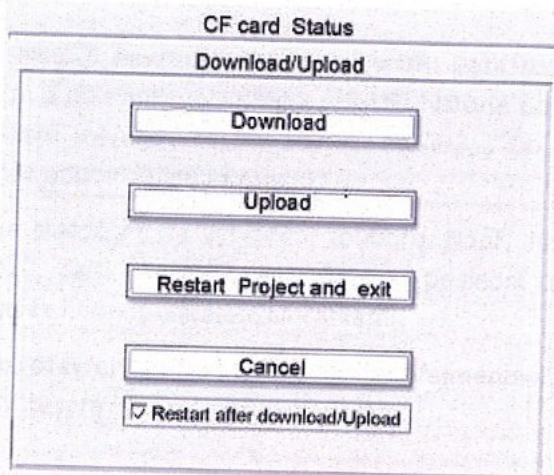 CF card Status
Download/Upload
Download
Upload
Restart Project and exit
Cancel
Restart after download/Upload